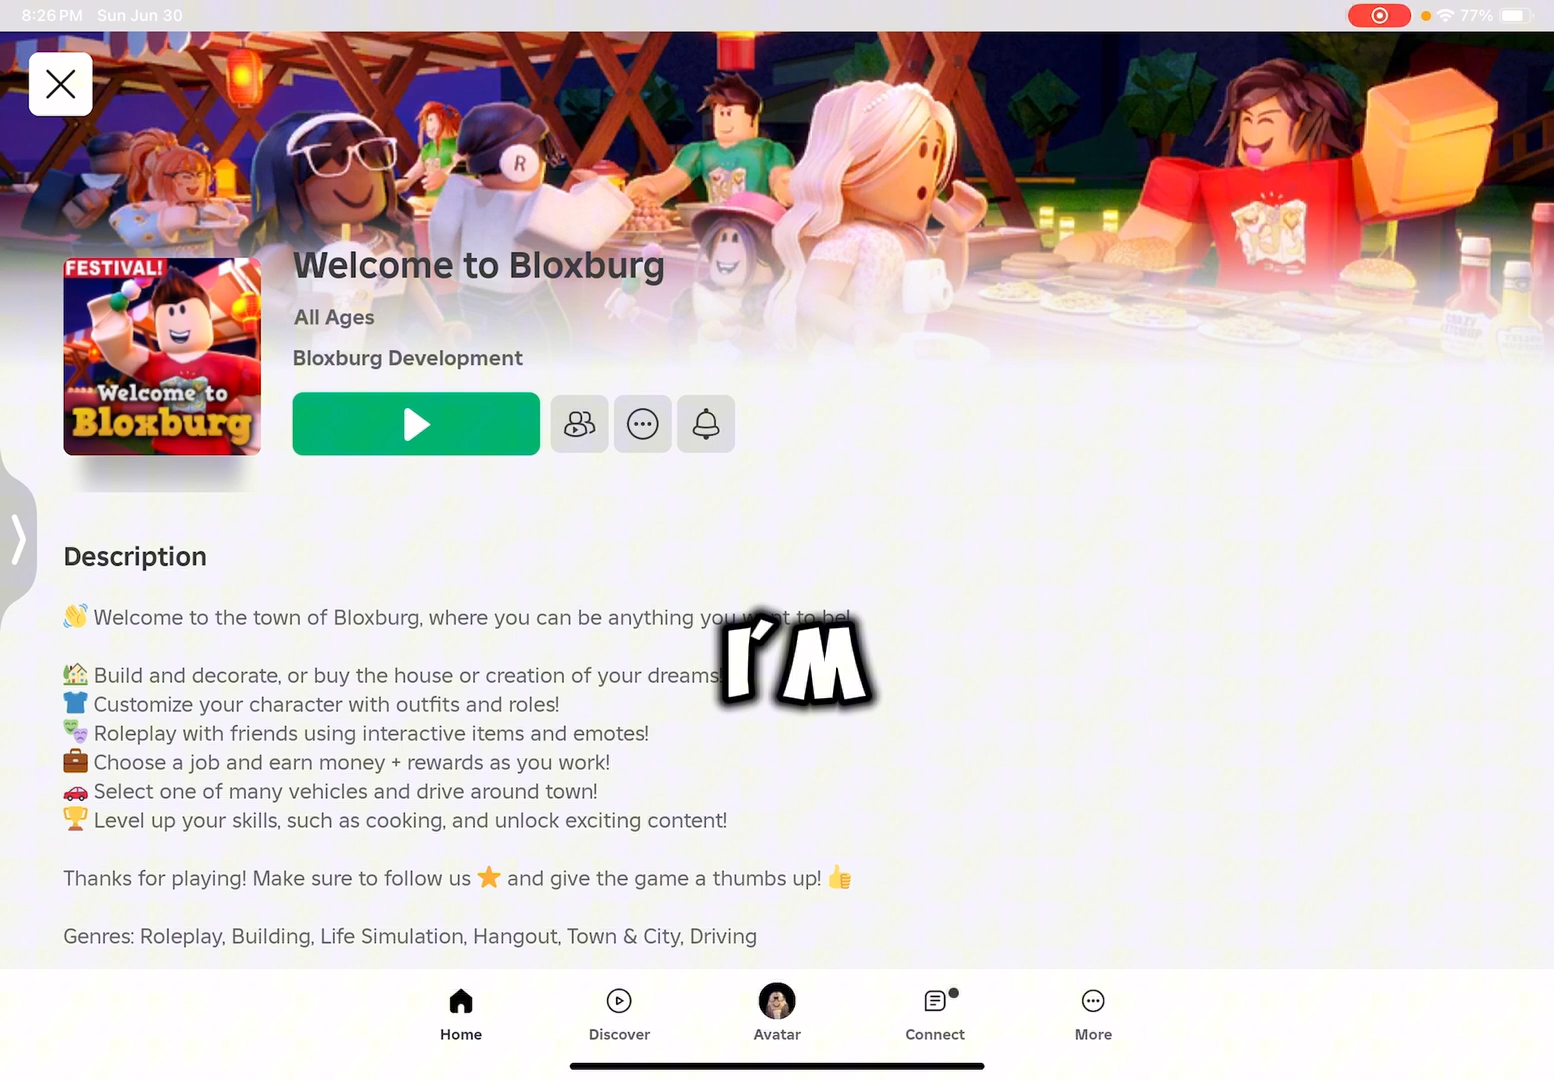 8:26 PM Sun Jun 30
77%
R
FESTIVAL!
Welcome to
Bloxburg
Welcome to Bloxburg
All Ages
Bloxburg Development
Description
👋 Welcome to the town of Bloxburg, where you can be anything you want to be!
I'M
🏡 Build and decorate, or buy the house or creation of your dreams!
👕 Customize your character with outfits and roles!
🎭 Roleplay with friends using interactive items and emotes!
💼 Choose a job and earn money + rewards as you work!
🚗 Select one of many vehicles and drive around town!
🏆 Level up your skills, such as cooking, and unlock exciting content!
Thanks for playing! Make sure to follow us ⭐ and give the game a thumbs up! 👍
Genres: Roleplay, Building, Life Simulation, Hangout, Town & City, Driving
Home
Discover
Avatar
Connect
More